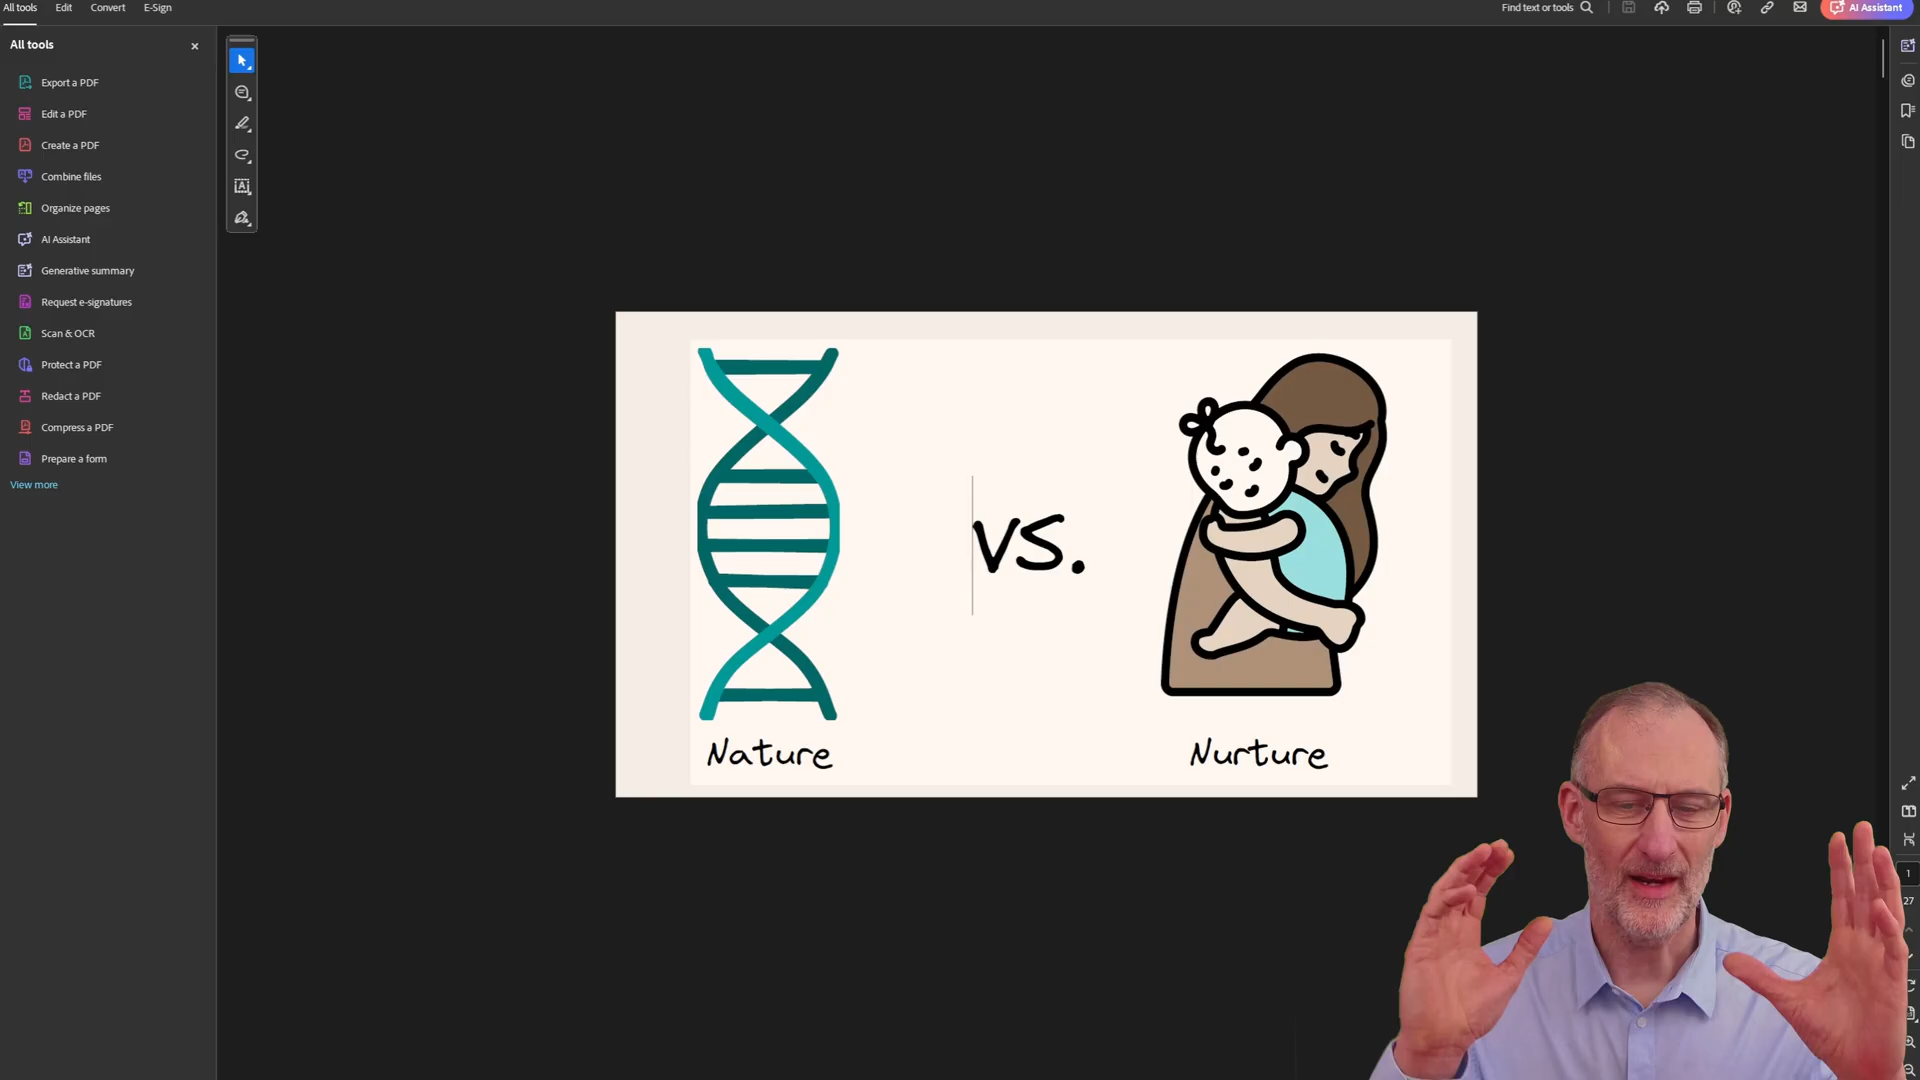 All tools
Edit
Convert
E-Sign
Find text or tools
AI Assistant
All tools
Export a PDF
Edit a PDF
Create a PDF
Combine files
Organize pages
AI Assistant
Generative summary
Request e-signatures
Scan & OCR
Protect a PDF
Redact a PDF
Compress a PDF
Prepare a form
View more
vs.
Nature
Nurture
1
27